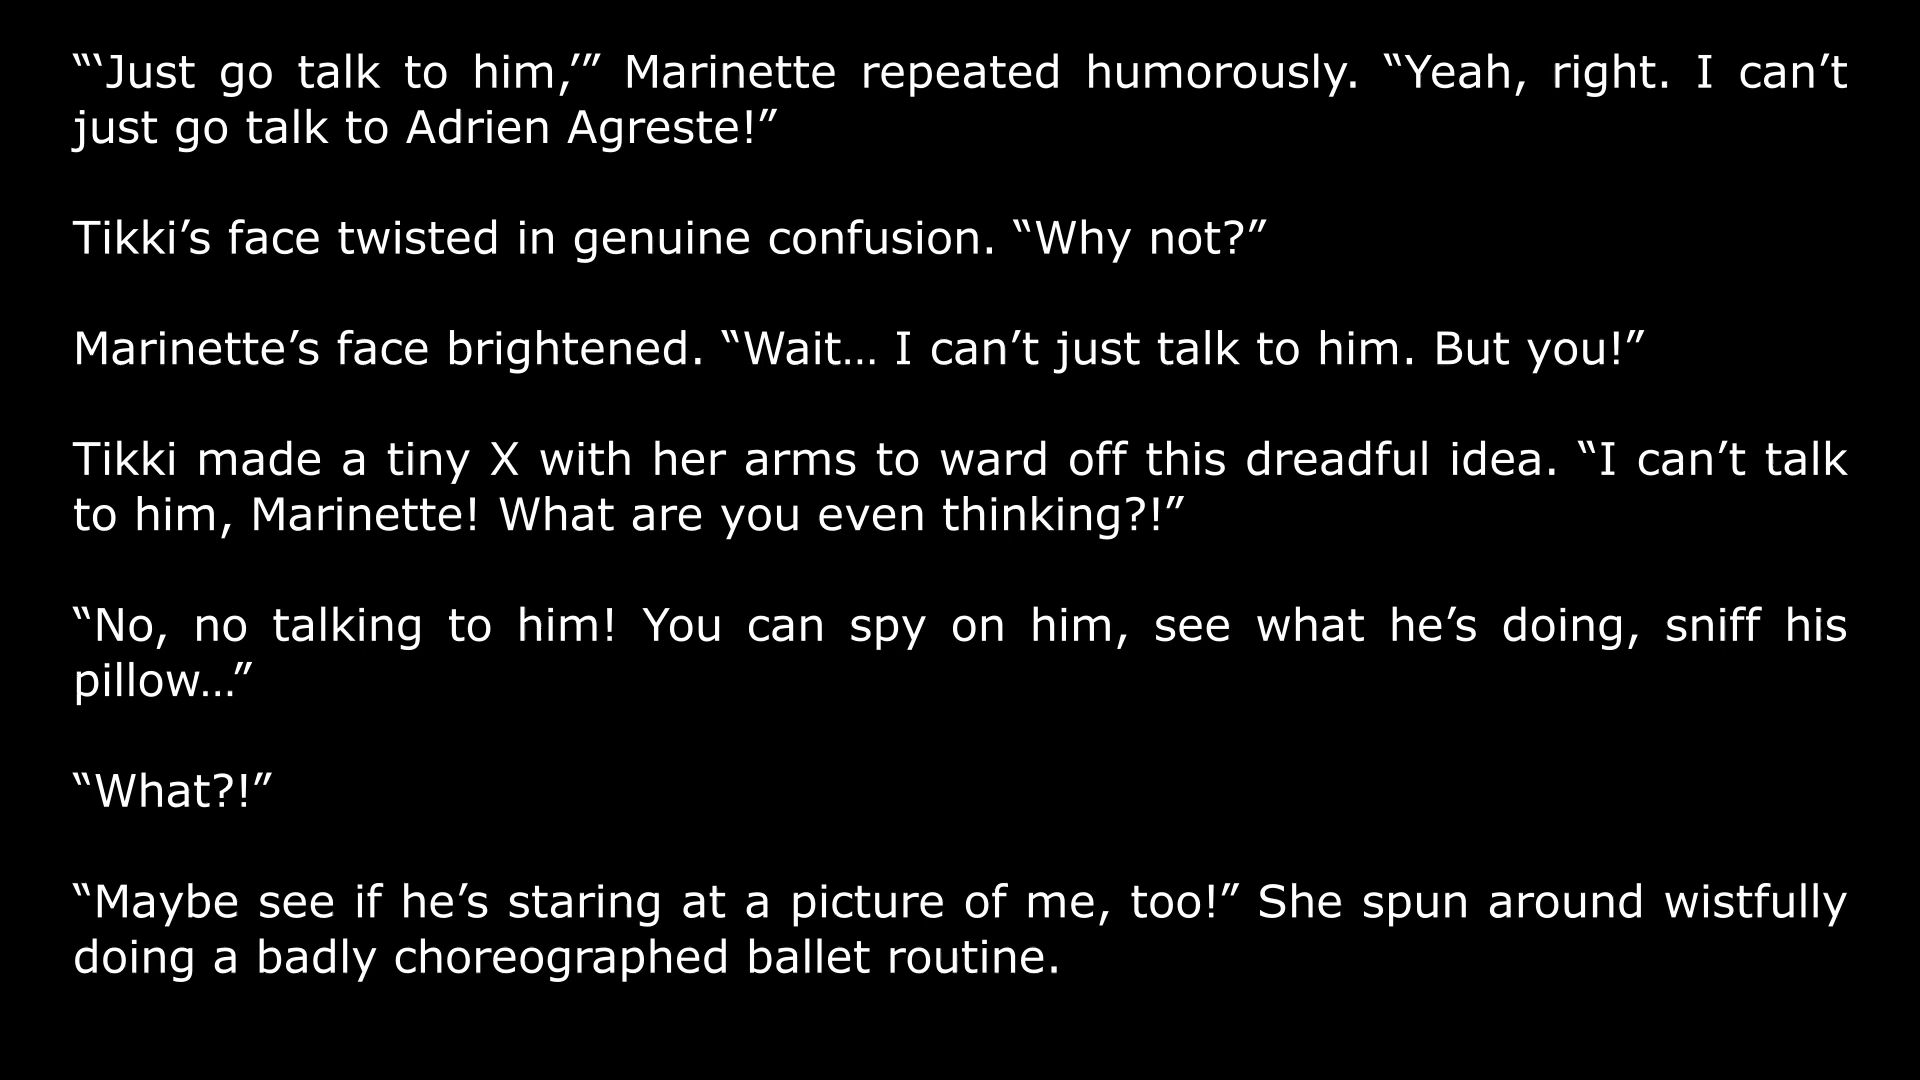 “‘Just go talk to him,’” Marinette repeated humorously. “Yeah, right. I can’t
just go talk to Adrien Agreste!”
Tikki’s face twisted in genuine confusion. “Why not?”
Marinette’s face brightened. “Wait… I can’t just talk to him. But you!”
Tikki made a tiny X with her arms to ward off this dreadful idea. “I can’t talk
to him, Marinette! What are you even thinking?!”
“No, no talking to him! You can spy on him, see what he’s doing, sniff his
pillow…”
“What?!”
“Maybe see if he’s staring at a picture of me, too!” She spun around wistfully
doing a badly choreographed ballet routine.